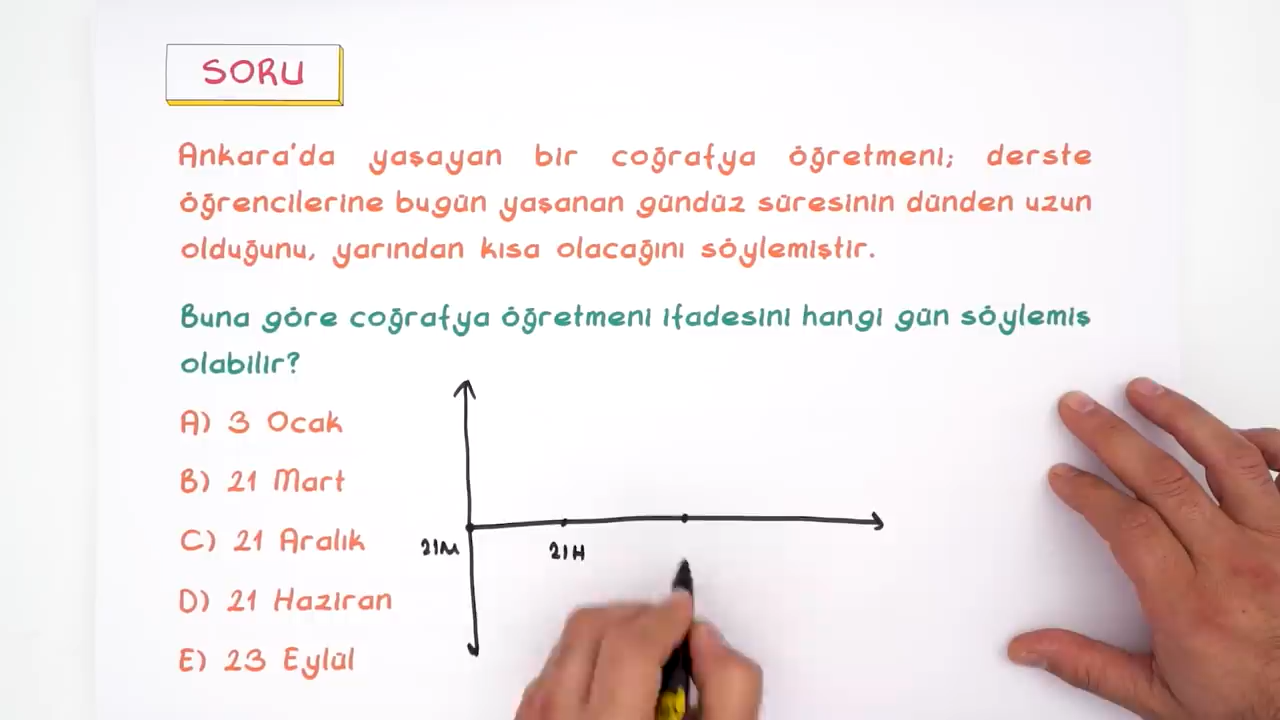 SORU
Ankara'da yaşayan bir coğrafya öğretmeni; derste
öğrencilerine bugün yaşanan gündüz süresinin dünden uzun
olduğunu, yarından kısa olacağını söylemiştir.
Buna göre coğrafya öğretmeni ifadesini hangi gün söylemiş
olabilir?
A) 3 Ocak
B) 21 Mart
C) 21 Aralık
D) 21 Haziran
E) 23 Eylül
21M
21H